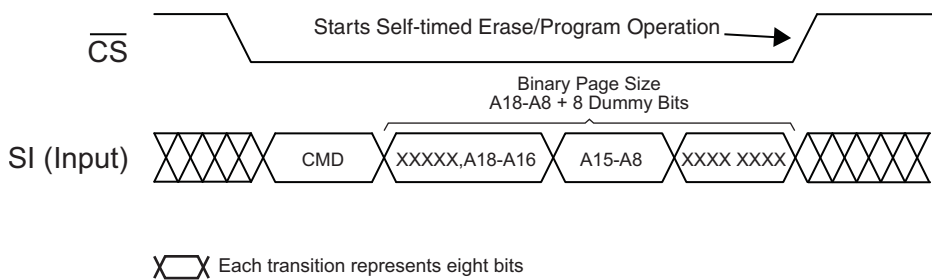 Starts Self-timed Erase/Program Operation
CS
Binary Page Size
A18-A8 + 8 Dummy Bits
SI (Input)
CMD
XXXXX,A18-A16
A15-A8
XXXX XXXX
Each transition represents eight bits